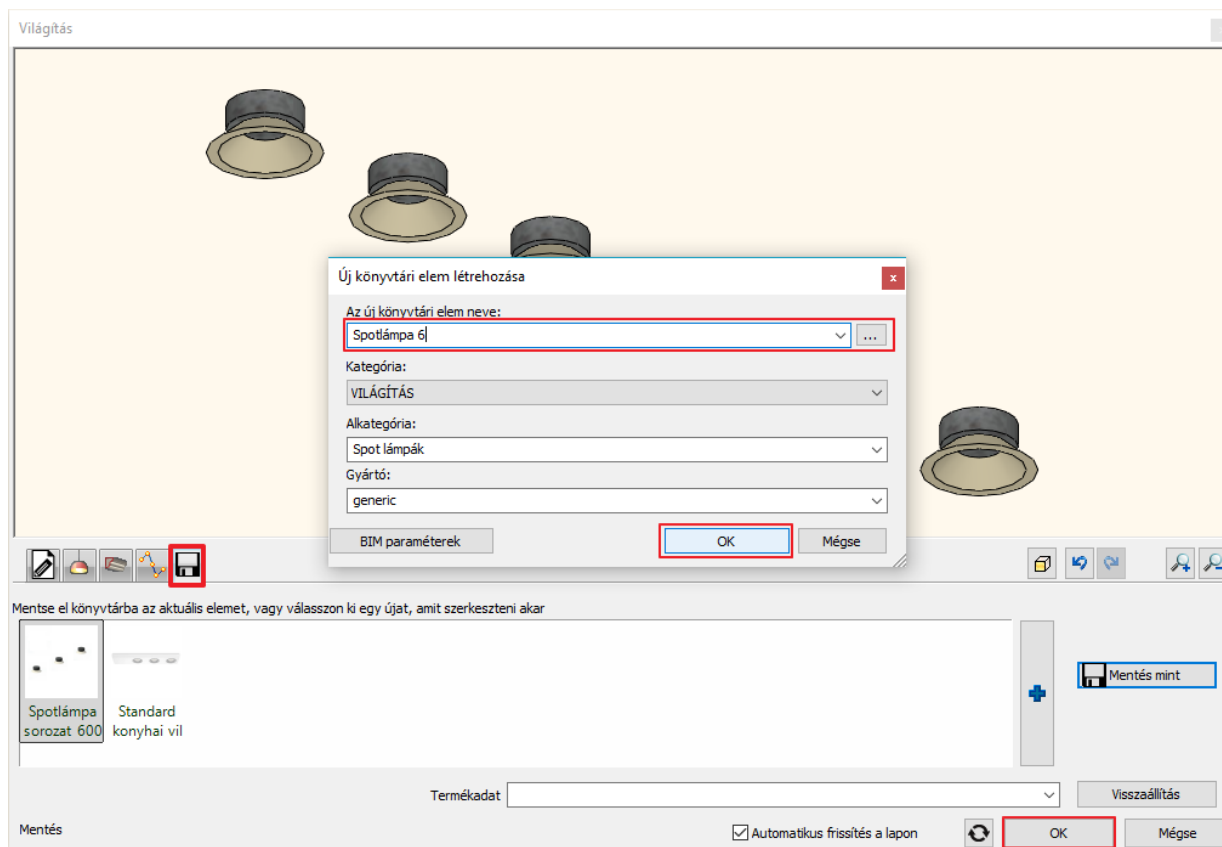 Világítás
Új könyvtári elem létrehozása
x
Az új könyvtári elem neve:
Spotlámpa 6
...
Kategória:
VILÁGÍTÁS
Alkategória:
Spot lámpák
Gyártó:
generic
BIM paraméterek
OK
Mégse
Mentse el könyvtárba az aktuális elemet, vagy válasszon ki egy újat, amit szerkeszteni akar
Spotlámpa
sorozat 600
Standard
konyhai vil
Mentés mint
Termékadat
Visszaállítás
Mentés
Automatikus frissítés a lapon
OK
Mégse